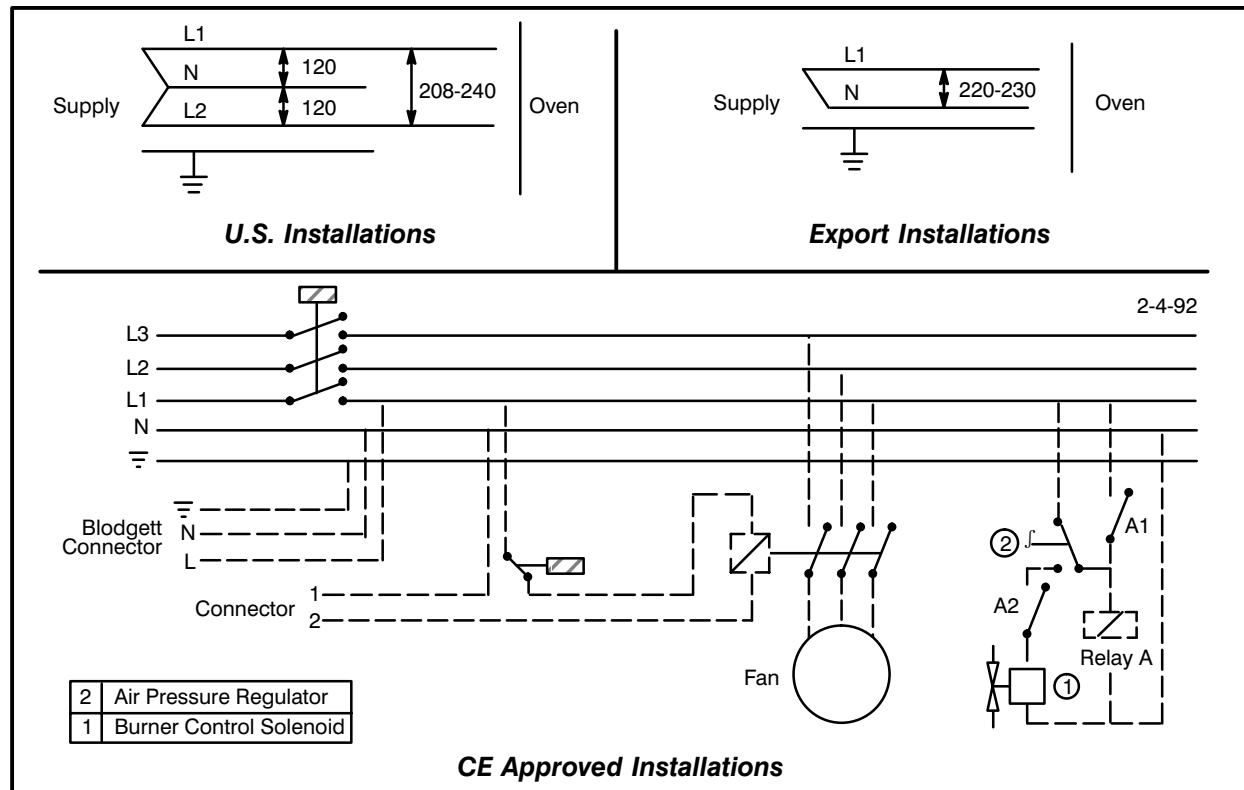 L1
N
L2
120
120
208-240
Supply
Oven
U.S. Installations
L1
N
220-230
Supply
Oven
Export Installations
2-4-92
L3
L2
L1
N
Blodgett
Connector
N
L
Connector
1
2
Fan
2
A1
A2
Relay A
1
2 Air Pressure Regulator
1 Burner Control Solenoid
CE Approved Installations